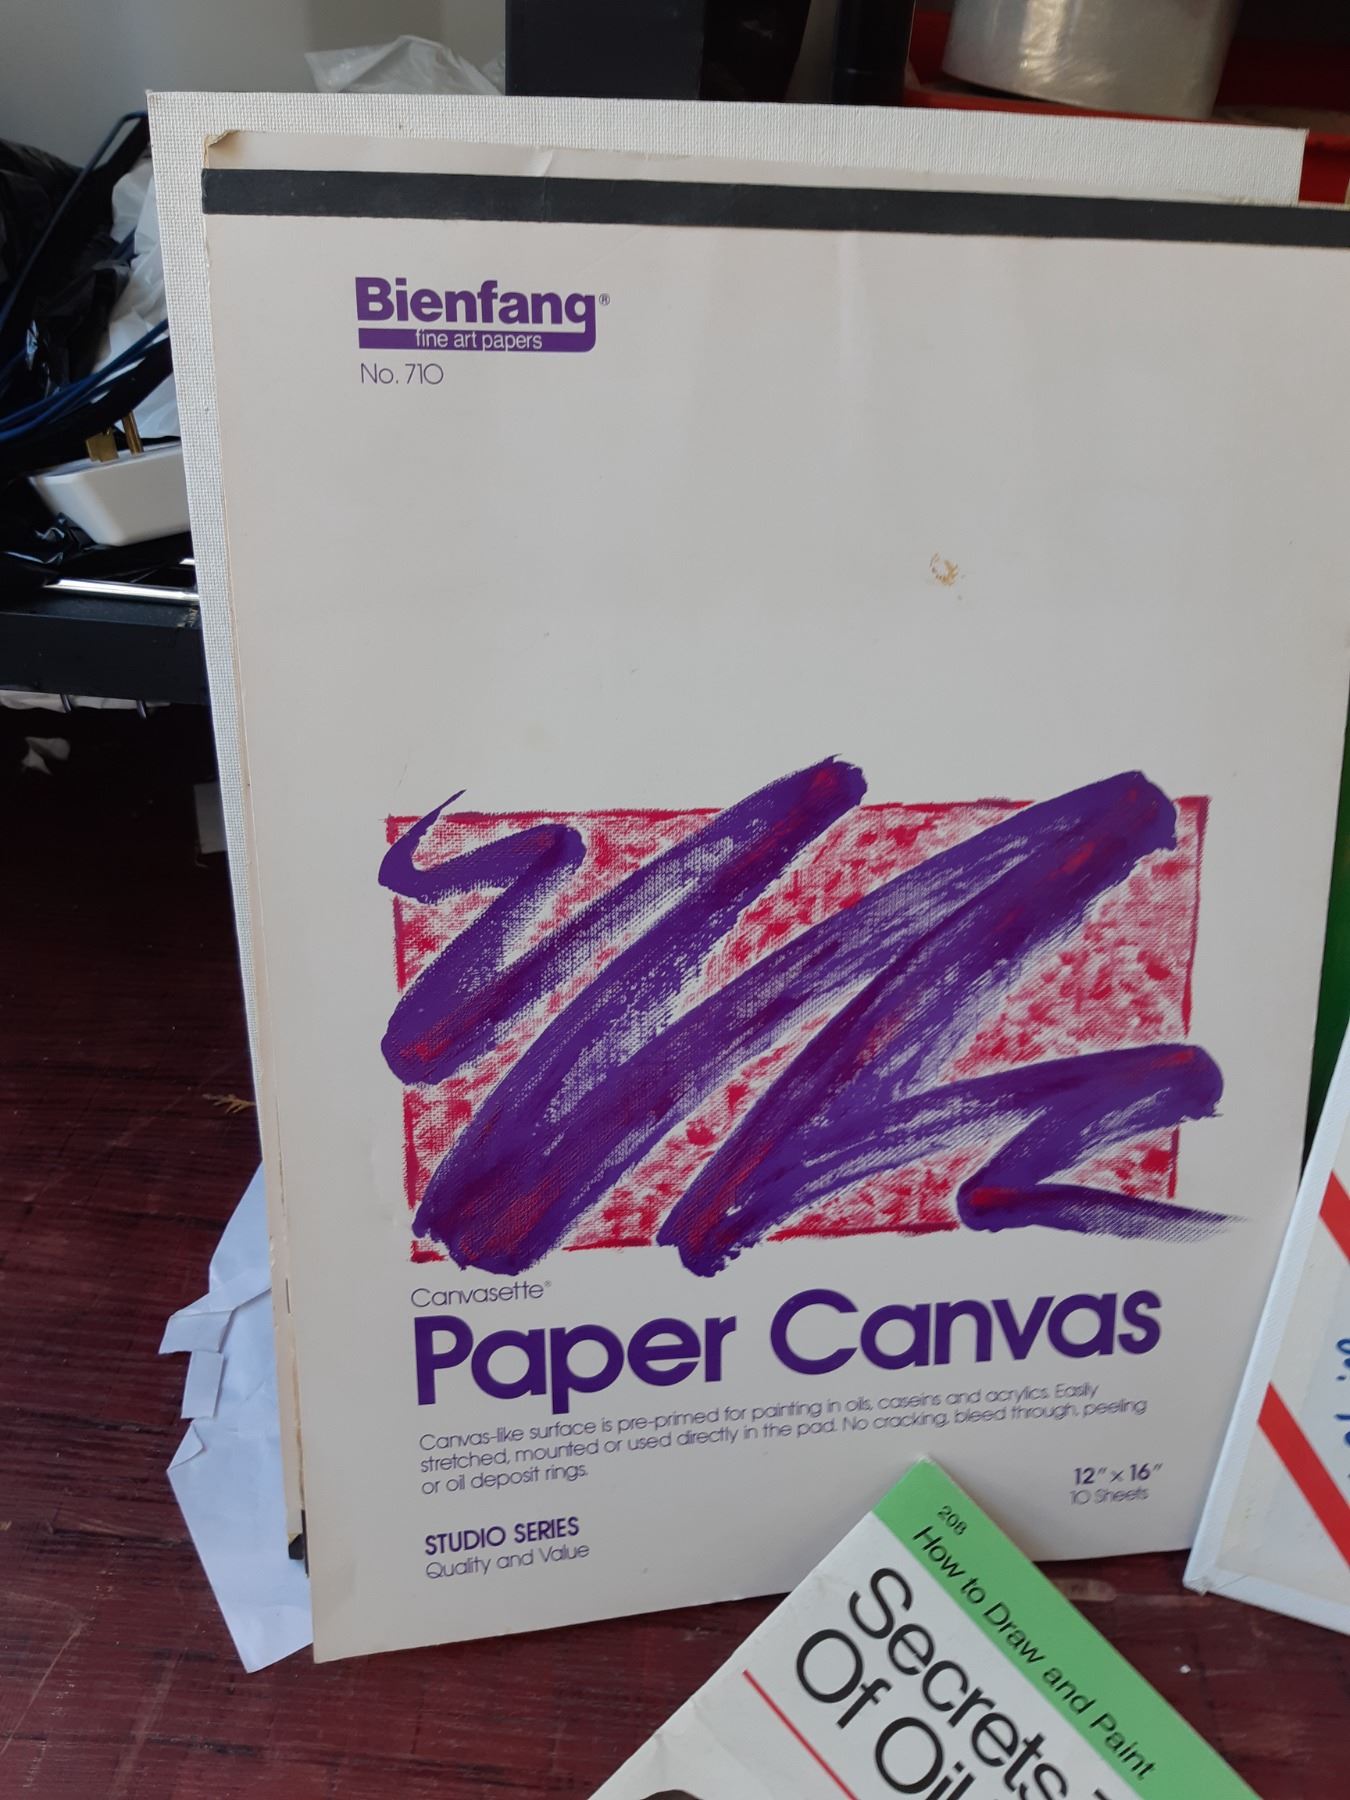 Bienfang®
fine art papers
No. 710
Canvasette®
Paper Canvas
Canvas-like surface is pre-primed for painting in oils, caseins and acrylics. Easily
stretched, mounted or used directly in the pad. No cracking, bleed through, peeling
or oil deposit rings.
12" x 16"
10 Sheets
STUDIO SERIES
Quality and Value
208
How to Draw and Paint
Secrets
Of Oil